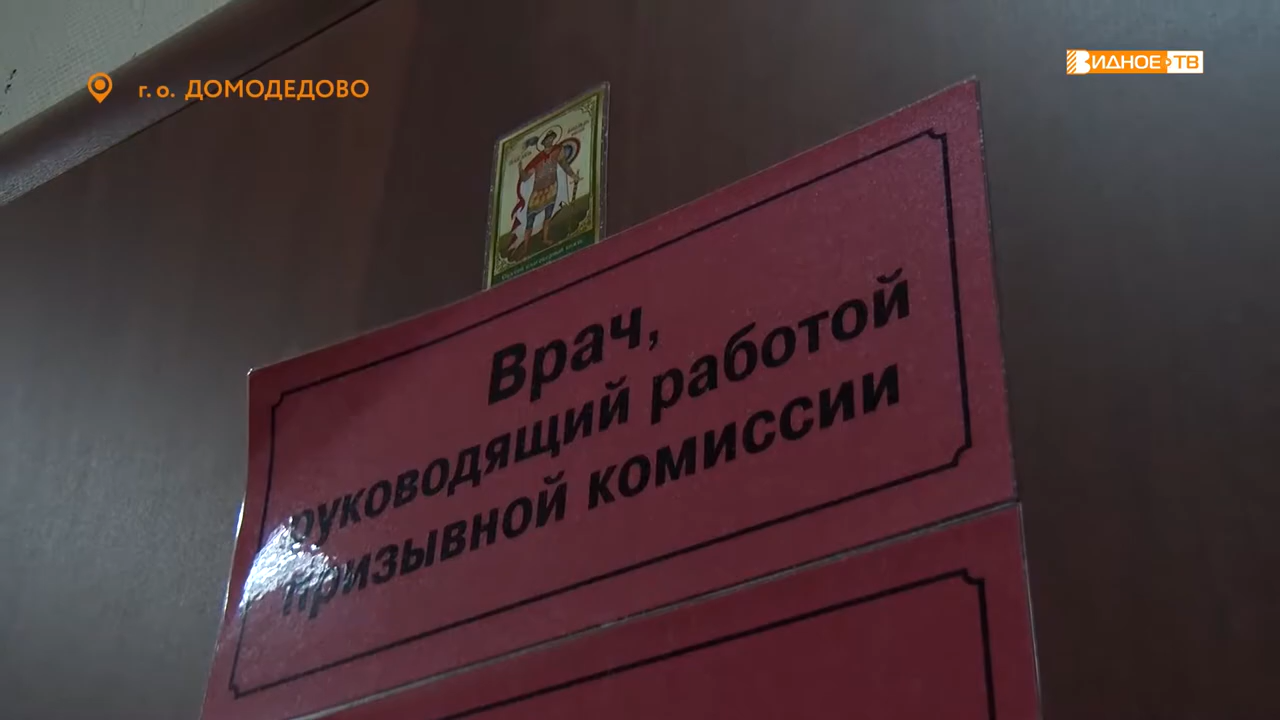 г. о. ДОМОДЕДОВО
ВИДНОЕ ТВ
Врач,
руководящий работой
призывной комиссии